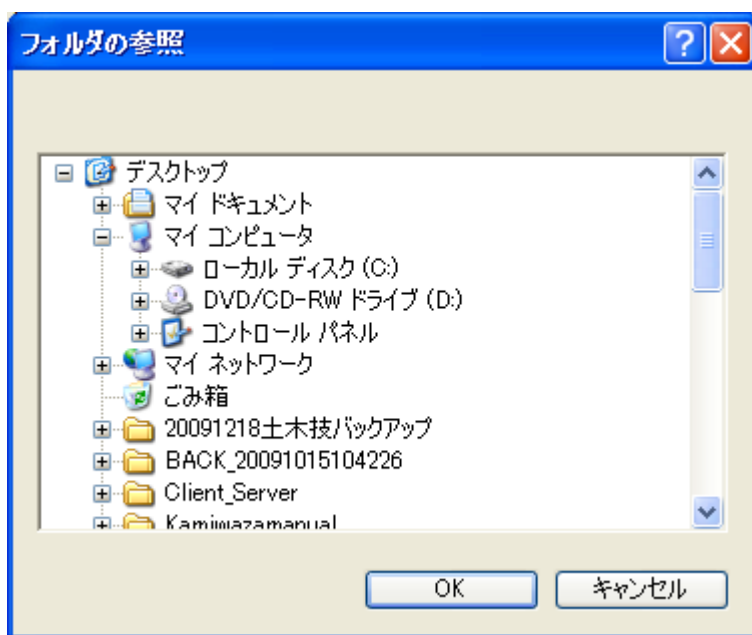 フォルダの参照
デスクトップ
マイ ドキュメント
マイ コンピュータ
ローカル ディスク (C:)
DVD/CD-RW ドライブ (D:)
コントロール パネル
マイ ネットワーク
ごみ箱
20091218土木技バックアップ
BACK_20091015104226
Client_Server
Kamiwazamanual
OK
キャンセル